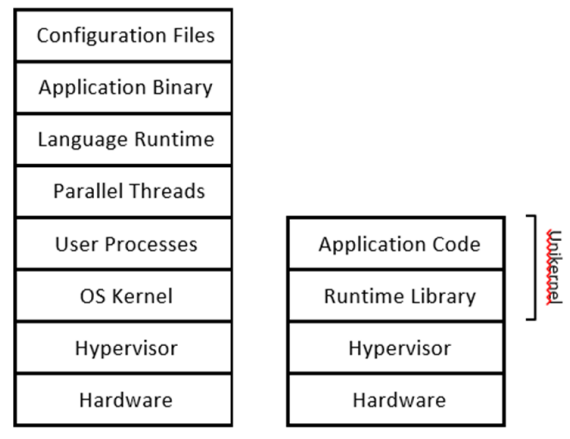 Configuration Files
Application Binary
Language Runtime
Parallel Threads
User Processes
OS Kernel
Hypervisor
Hardware
Application Code
Runtime Library
Hypervisor
Hardware
Unikernel